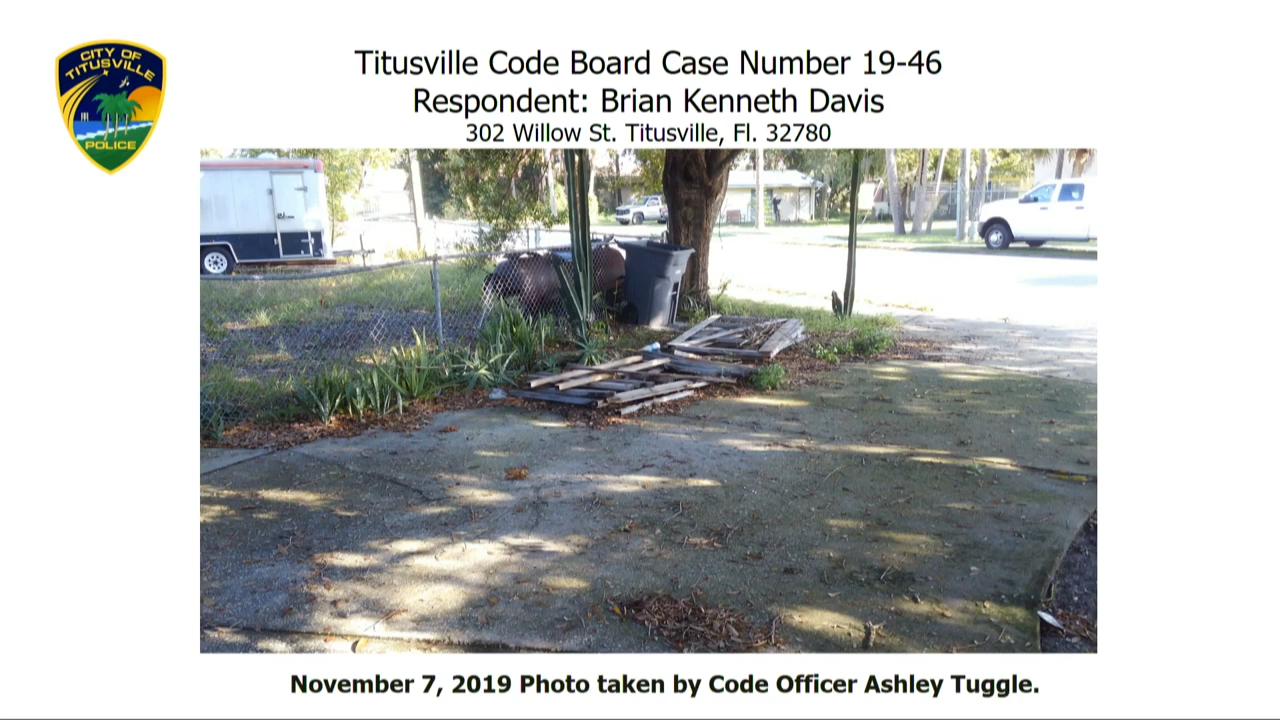 CITY OF
TITUSVILLE
POLICE
Titusville Code Board Case Number 19-46
Respondent: Brian Kenneth Davis
302 Willow St. Titusville, Fl. 32780
November 7, 2019 Photo taken by Code Officer Ashley Tuggle.